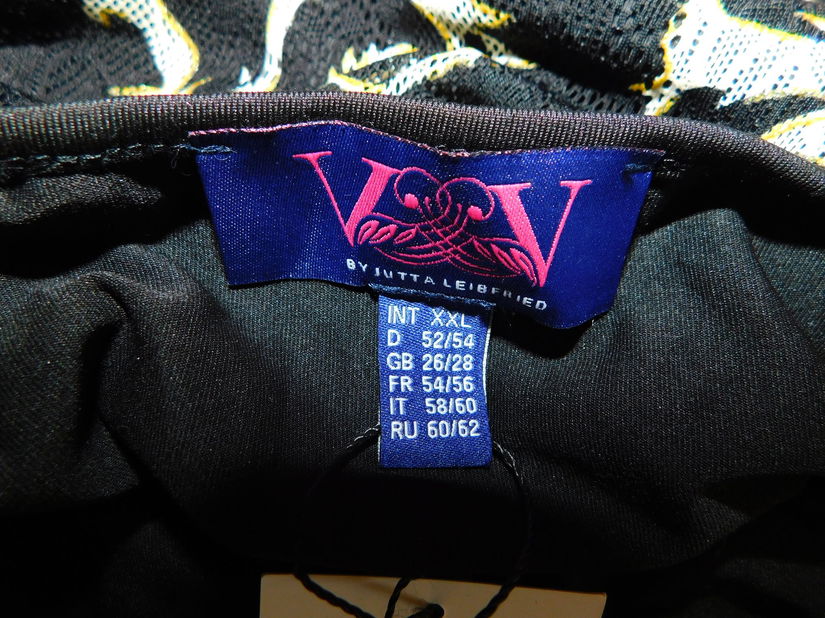 VV
BY JUTTA LEIBFRIED
INT XXL
D 52/54
GB 26/28
FR 54/56
IT 58/60
RU 60/62